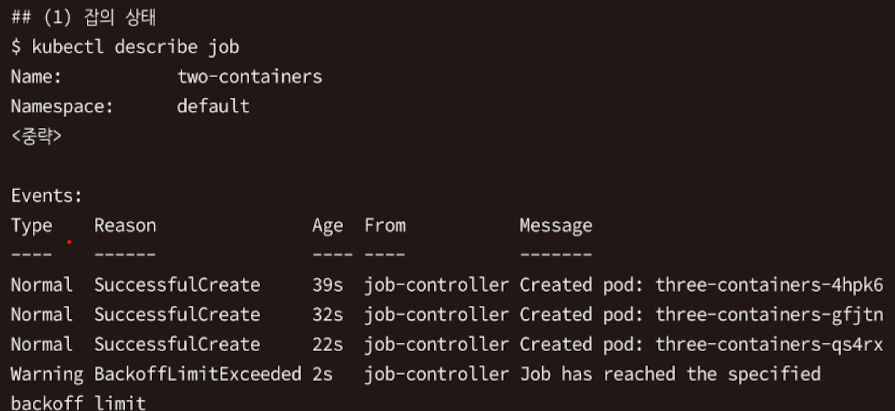 ## (1) 잡의 상태
$ kubectl describe job
Name: two-containers
Namespace: default
<중략>
Events:
Type Reason Age From Message
---- ------ ---- ---- -------
Normal SuccessfulCreate 39s job-controller Created pod: three-containers-4hpk6
Normal SuccessfulCreate 32s job-controller Created pod: three-containers-gfjtn
Normal SuccessfulCreate 22s job-controller Created pod: three-containers-qs4rx
Warning BackoffLimitExceeded 2s job-controller Job has reached the specified
backoff limit